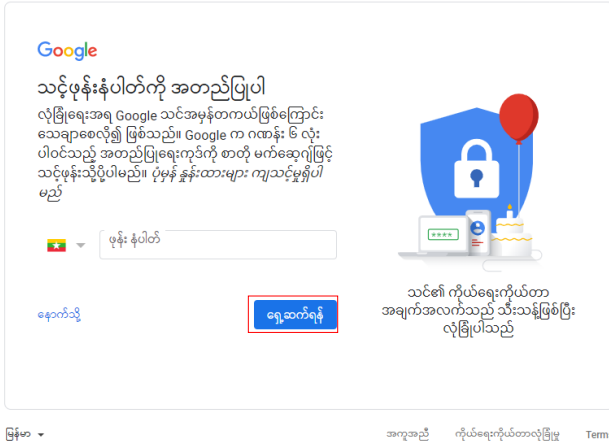 Google
သင့်ဖုန်းနံပါတ်ကို အတည်ပြုပါ
လုံခြုံရေးအရ Google သင်အမှန်တကယ်ဖြစ်ကြောင်း
သေချာစေလို၍ ဖြစ်သည်။ Google က ဂဏန်း ၆ လုံး
ပါဝင်သည့် အတည်ပြုရေးကုဒ်ကို စာတို မက်ဆေ့ဂျ်ဖြင့်
သင့်ဖုန်းသို့ပို့ပါမည်။ ပုံမှန် နှုန်းထားများ ကျသင့်မှုရှိပါ
မည်
ဖုန်း နံပါတ်
နောက်သို့
ရှေ့ဆက်ရန်
****
သင်၏ ကိုယ်ရေးကိုယ်တာ
အချက်အလက်သည် သီးသန့်ဖြစ်ပြီး
လုံခြုံပါသည်
မြန်မာ
အကူအညီ
ကိုယ်ရေးကိုယ်တာလုံခြုံမှု
Term